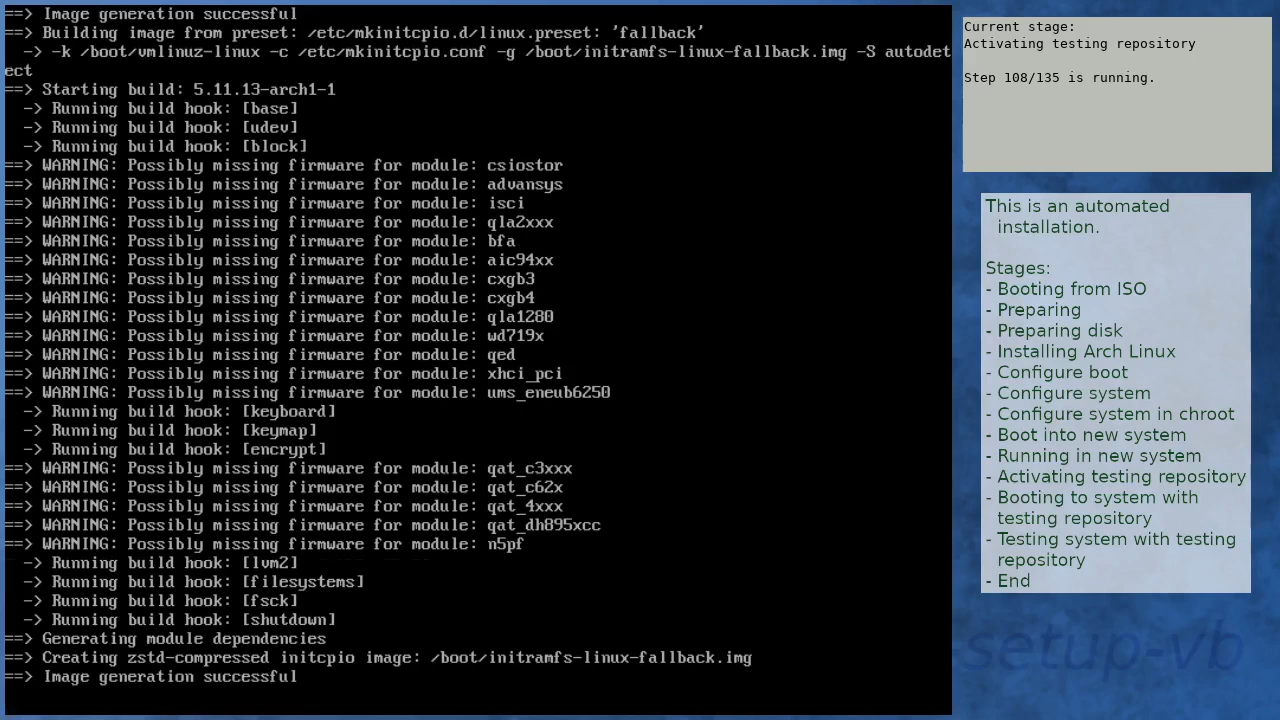 ==> Image generation successful
==> Building image from preset: /etc/mkinitcpio.d/linux.preset: 'fallback'
  -> -k /boot/vmlinuz-linux -c /etc/mkinitcpio.conf -g /boot/initramfs-linux-fallback.img -S autodet
ect
==> Starting build: 5.11.13-arch1-1
  -> Running build hook: [base]
  -> Running build hook: [udev]
  -> Running build hook: [block]
==> WARNING: Possibly missing firmware for module: csiostor
==> WARNING: Possibly missing firmware for module: advansys
==> WARNING: Possibly missing firmware for module: isci
==> WARNING: Possibly missing firmware for module: qla2xxx
==> WARNING: Possibly missing firmware for module: bfa
==> WARNING: Possibly missing firmware for module: aic94xx
==> WARNING: Possibly missing firmware for module: cxgb3
==> WARNING: Possibly missing firmware for module: cxgb4
==> WARNING: Possibly missing firmware for module: qla1280
==> WARNING: Possibly missing firmware for module: wd719x
==> WARNING: Possibly missing firmware for module: qed
==> WARNING: Possibly missing firmware for module: xhci_pci
==> WARNING: Possibly missing firmware for module: ums_eneub6250
  -> Running build hook: [keyboard]
  -> Running build hook: [keymap]
  -> Running build hook: [encrypt]
==> WARNING: Possibly missing firmware for module: qat_c3xxx
==> WARNING: Possibly missing firmware for module: qat_c62x
==> WARNING: Possibly missing firmware for module: qat_4xxx
==> WARNING: Possibly missing firmware for module: qat_dh895xcc
==> WARNING: Possibly missing firmware for module: n5pf
  -> Running build hook: [lvm2]
  -> Running build hook: [filesystems]
  -> Running build hook: [fsck]
  -> Running build hook: [shutdown]
==> Generating module dependencies
==> Creating zstd-compressed initcpio image: /boot/initramfs-linux-fallback.img
==> Image generation successful
Current stage:
Activating testing repository
Step 108/135 is running.
This is an automated
installation.
Stages:
- Booting from ISO
- Preparing
- Preparing disk
- Installing Arch Linux
- Configure boot
- Configure system
- Configure system in chroot
- Boot into new system
- Running in new system
- Activating testing repository
- Booting to system with
testing repository
- Testing system with testing
repository
- End
-setup-vb